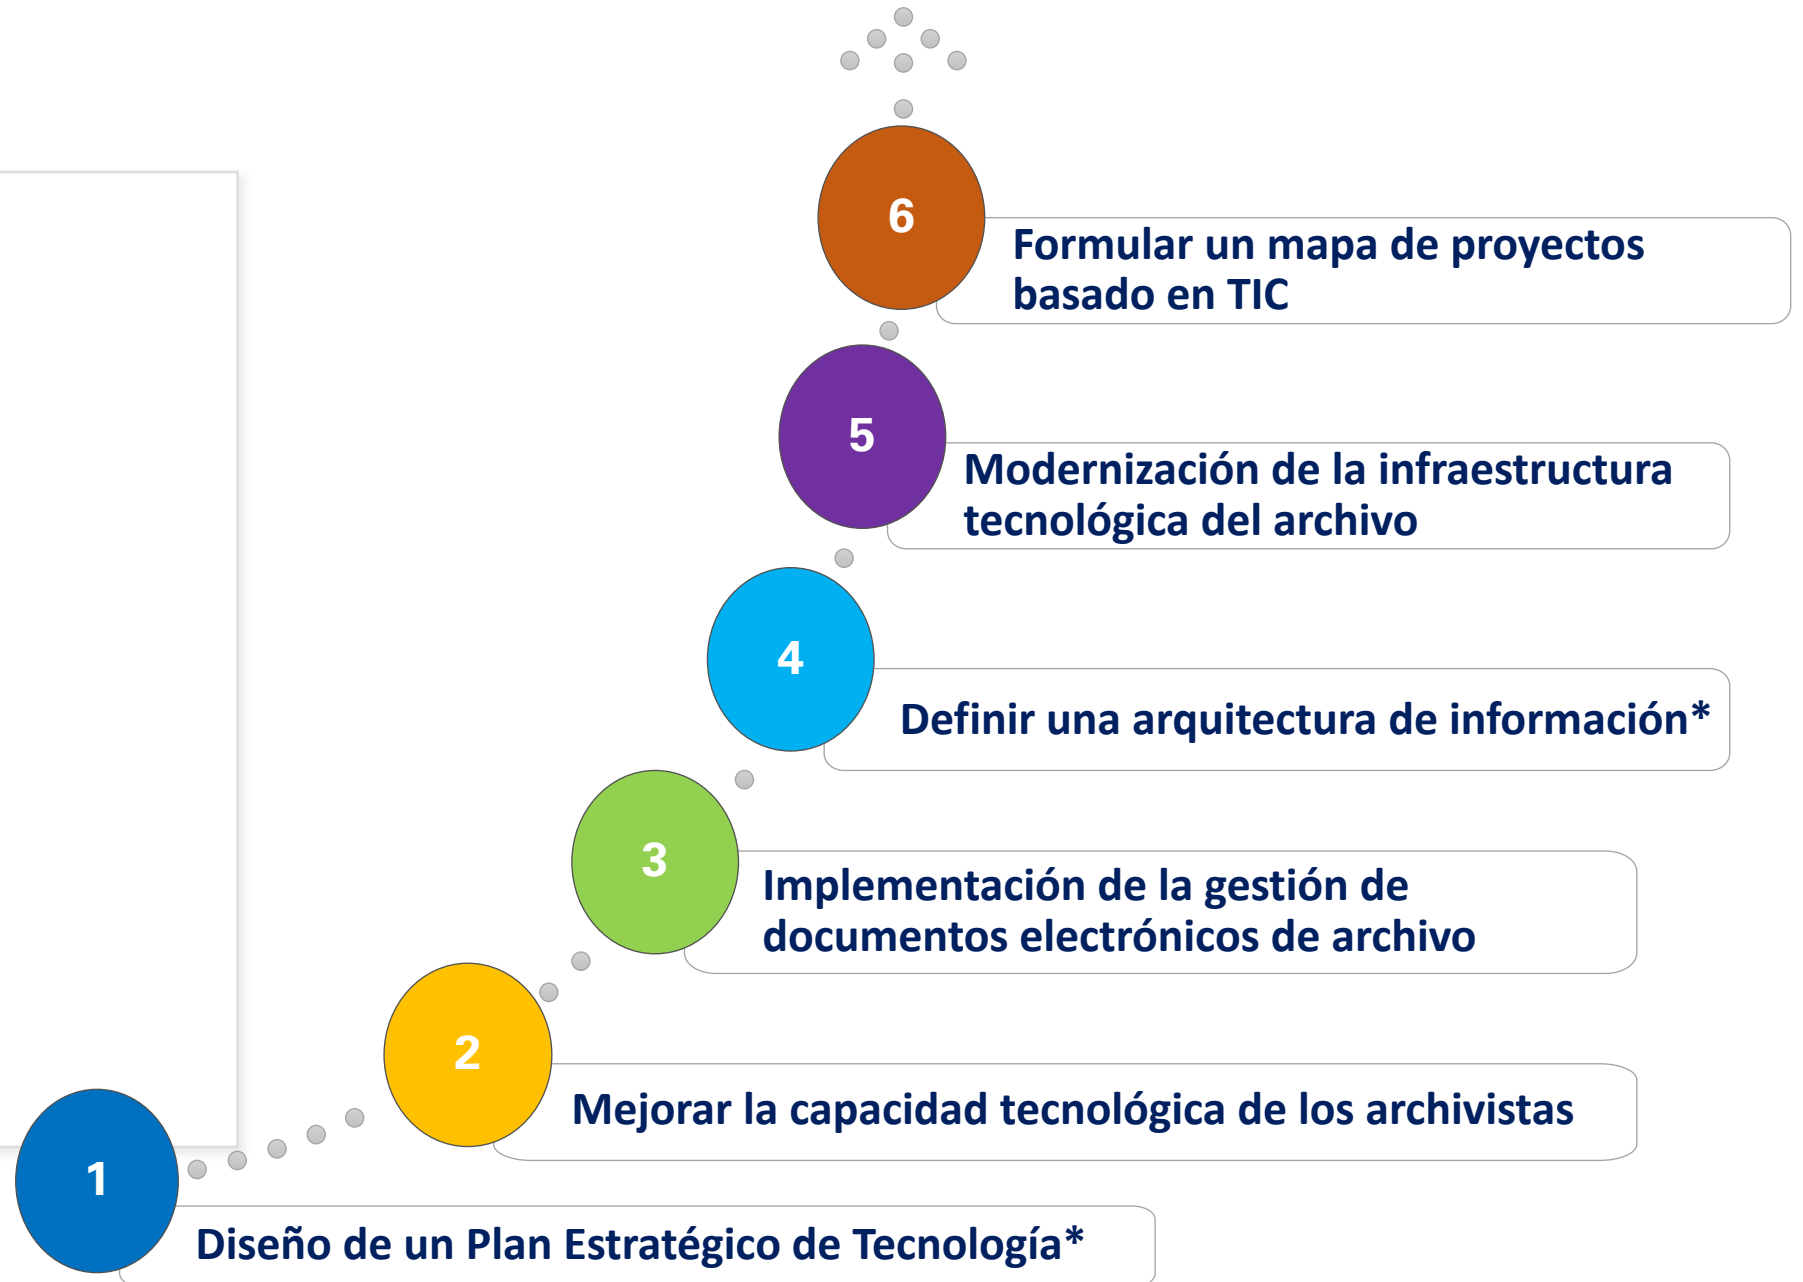 6
Formular un mapa de proyectos
basado en TIC
5
Modernización de la infraestructura
tecnológica del archivo
4
Definir una arquitectura de información*
3
Implementación de la gestión de
documentos electrónicos de archivo
2
Mejorar la capacidad tecnológica de los archivistas
1
Diseño de un Plan Estratégico de Tecnología*